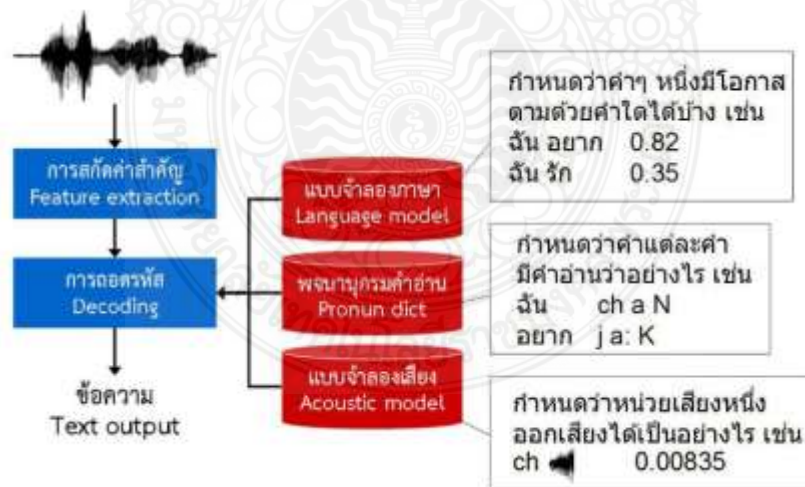 การสกัดค่าสำคัญ
Feature extraction
การถอดรหัส
Decoding
ข้อความ
Text output
แบบจำลองภาษา
Language model
พจนานุกรมคำอ่าน
Pronun dict
แบบจำลองเสียง
Acoustic model
กำหนดว่าคำๆ หนึ่งมีโอกาส
ตามด้วยคำใดได้บ้าง เช่น
ฉัน อยาก 0.82
ฉัน รัก 0.35
กำหนดว่าคำแต่ละคำ
มีคำอ่านว่าอย่างไร เช่น
ฉัน ch a N
อยาก j a: K
กำหนดว่าหน่วยเสียงหนึ่ง
ออกเสียงได้เป็นอย่างไร เช่น
ch 0.00835